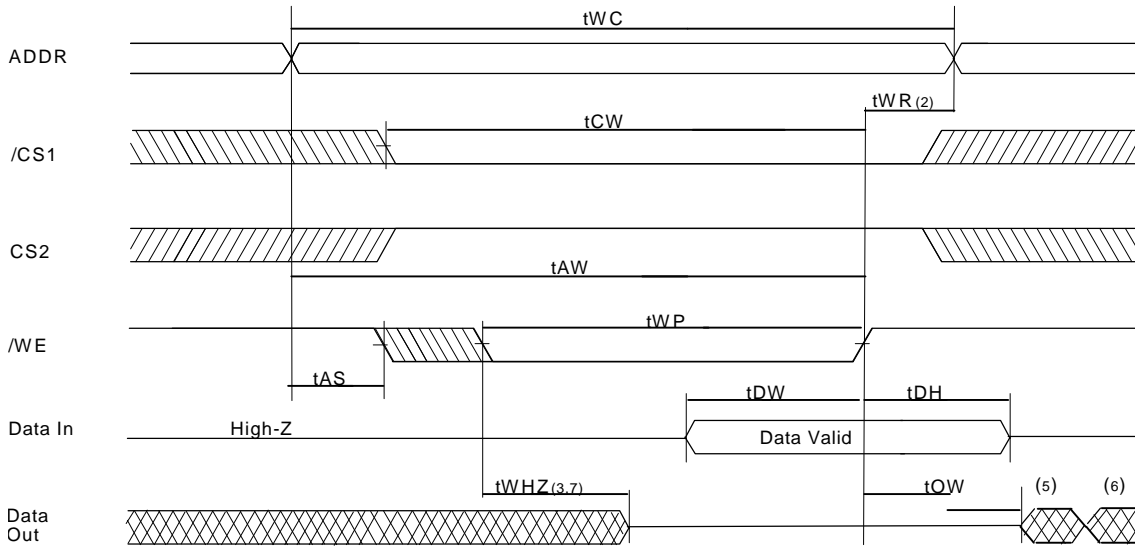 tWC
ADDR
tWR(2)
tCW
/CS1
CS2
tAW
tWP
/WE
tAS
tDW
tDH
Data In
High-Z
Data Valid
tWHZ(3,7)
tOW
(5)
(6)
Data
Out